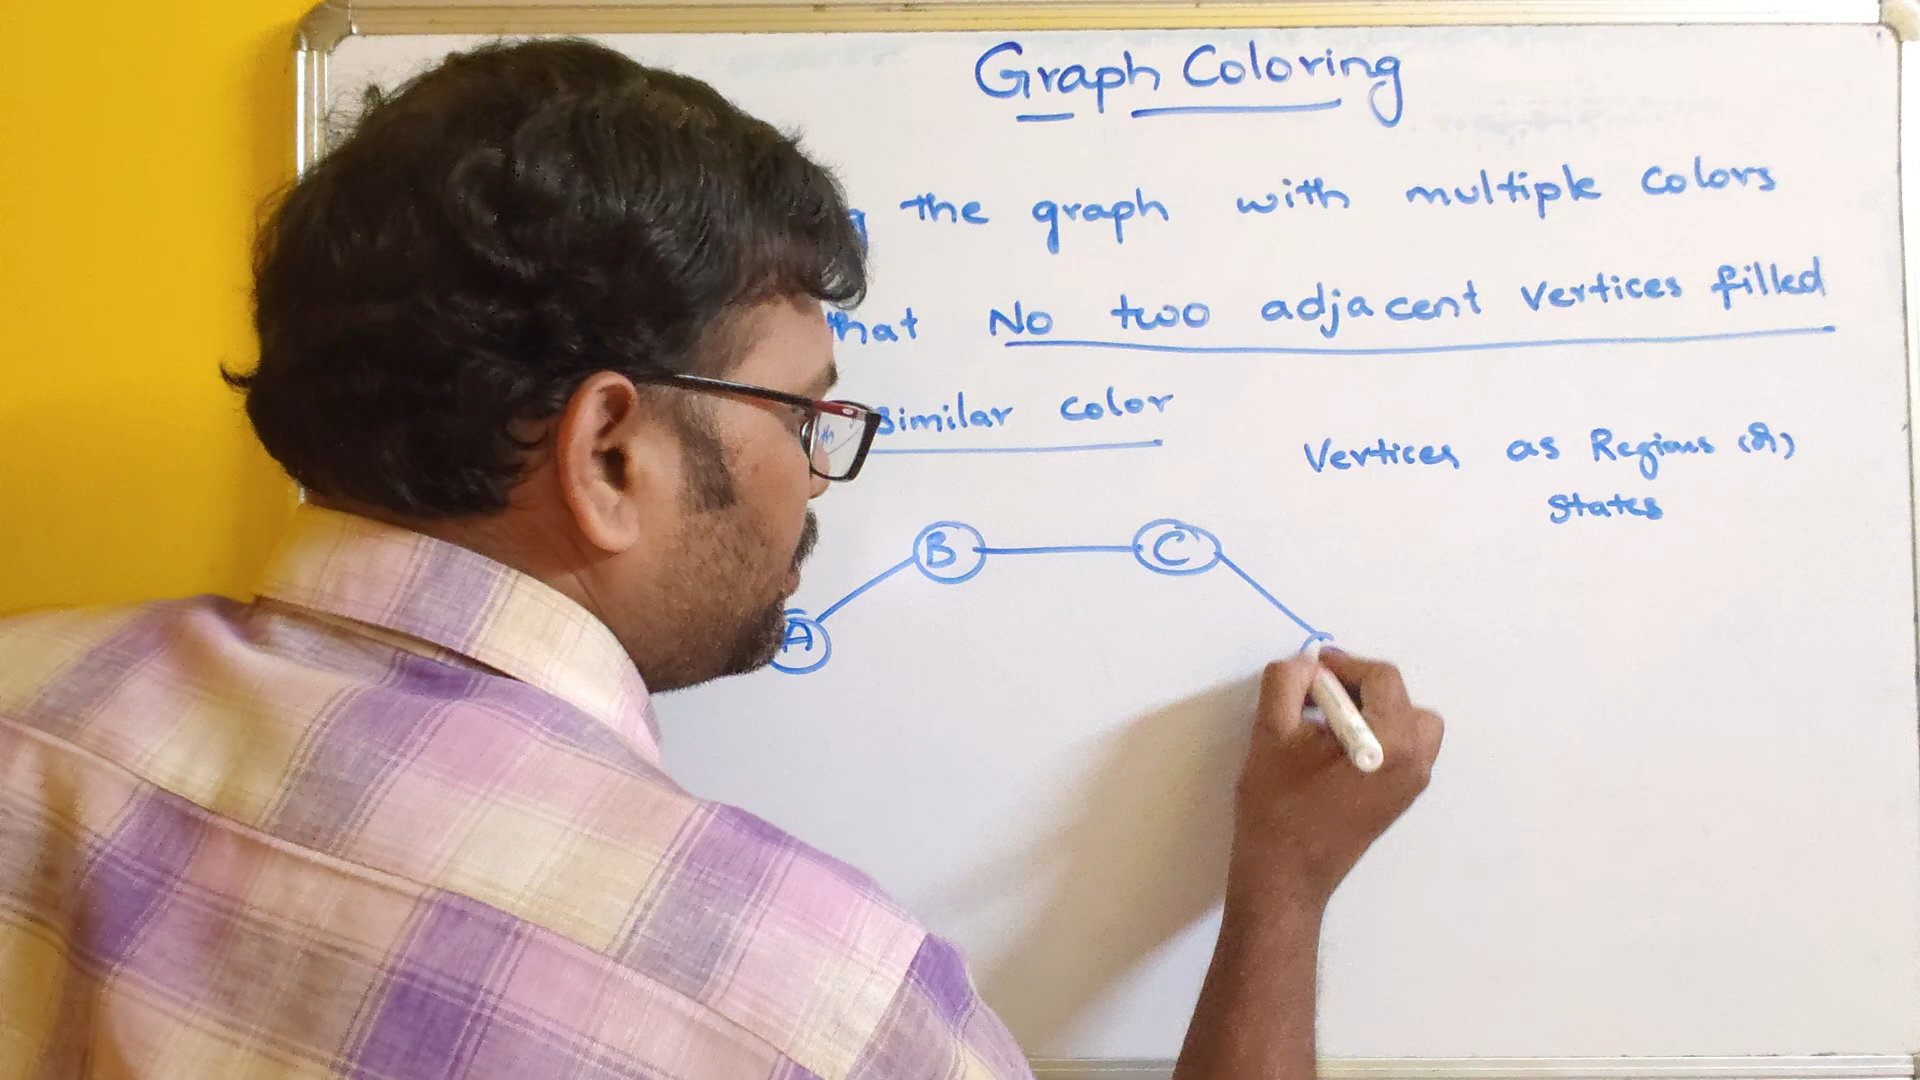 Graph Coloring
the graph with multiple colors
that No two adjacent vertices filled
similar color
Vertices as Regions (or)
States
B C
A